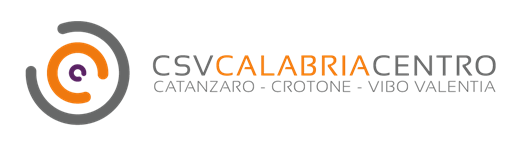 CSVCALABRIACENTRO
CATANZARO - CROTONE - VIBO VALENTIA